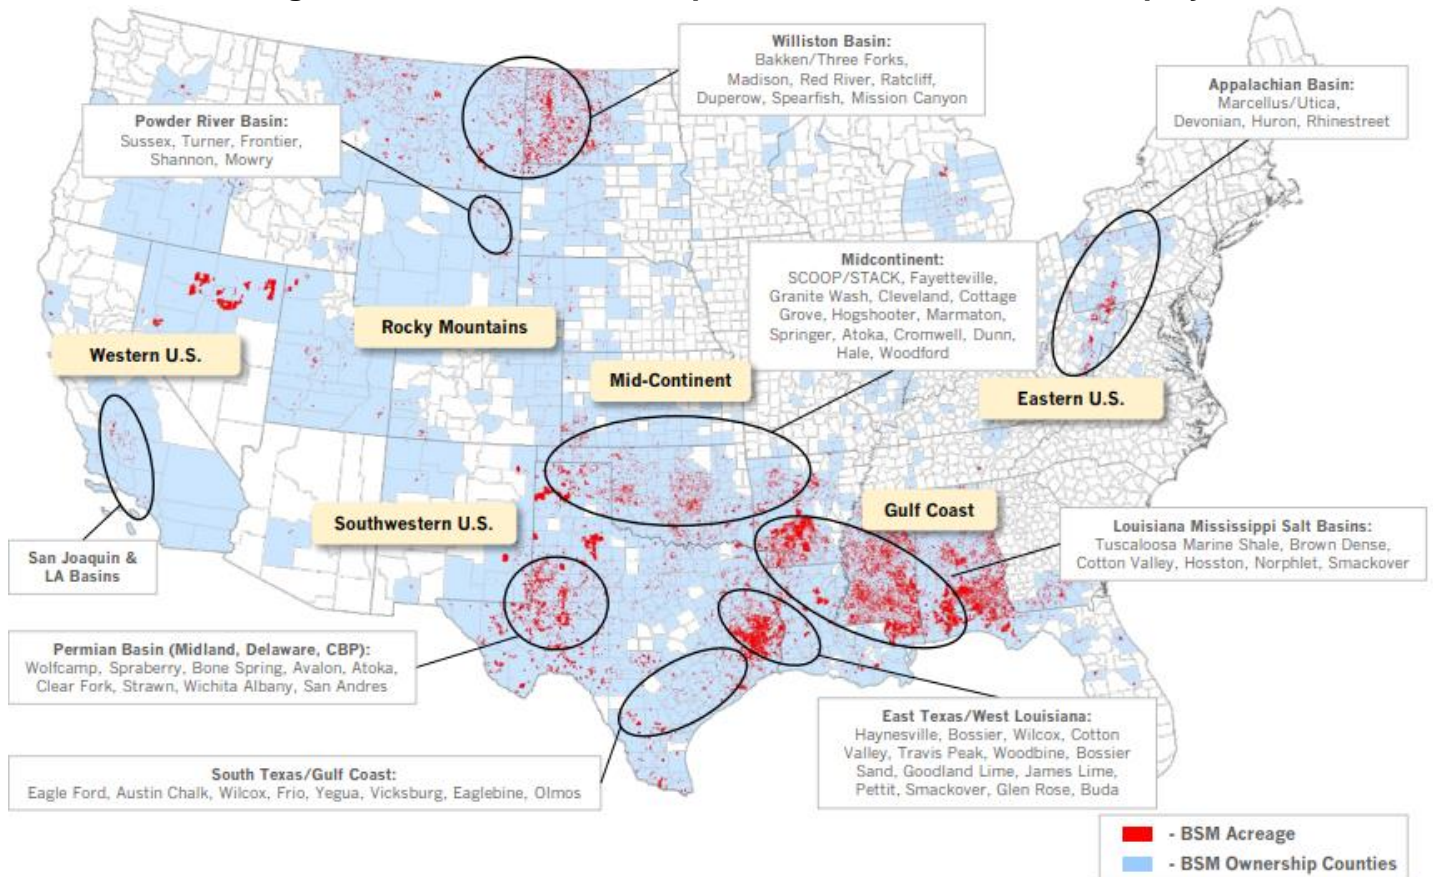 Williston Basin:
Bakken/Three Forks,
Madison, Red River, Ratcliff,
Duperow, Spearfish, Mission Canyon
Appalachian Basin:
Marcellus/Utica,
Devonian, Huron, Rhinestreet
Powder River Basin:
Sussex, Turner, Frontier,
Shannon, Mowry
Midcontinent:
SCOOP/STACK, Fayetteville,
Granite Wash, Cleveland, Cottage
Grove, Hogshooter, Marmaton,
Springer, Atoka, Cromwell, Dunn,
Hale, Woodford
Rocky Mountains
Western U.S.
Mid-Continent
Eastern U.S.
Southwestern U.S.
Gulf Coast
Louisiana Mississippi Salt Basins:
Tuscaloosa Marine Shale, Brown Dense,
Cotton Valley, Hosston, Norphlet, Smackover
San Joaquin &
LA Basins
Permian Basin (Midland, Delaware, CBP):
Wolfcamp, Spraberry, Bone Spring, Avalon, Atoka,
Clear Fork, Strawn, Wichita Albany, San Andres
East Texas/West Louisiana:
Haynesville, Bossier, Wilcox, Cotton
Valley, Travis Peak, Woodbine, Bossier
Sand, Goodland Lime, James Lime,
Pettit, Smackover, Glen Rose, Buda
South Texas/Gulf Coast:
Eagle Ford, Austin Chalk, Wilcox, Frio, Yegua, Vicksburg, Eaglebine, Olmos
- BSM Acreage
- BSM Ownership Counties